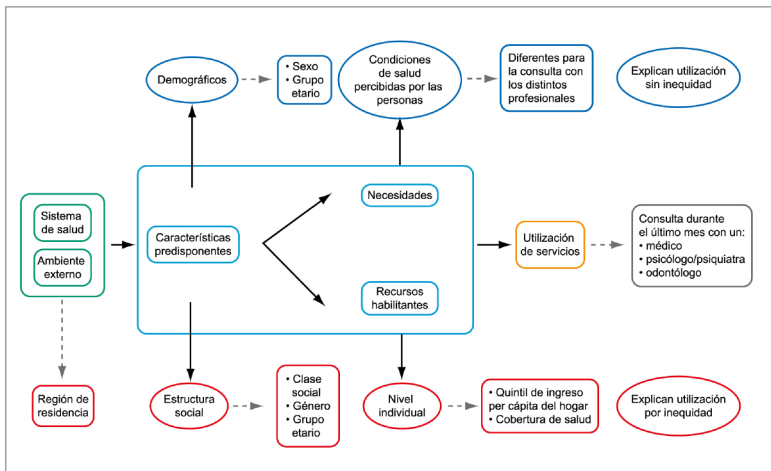 Demográficos
• Sexo
• Grupo
etario
Condiciones
de salud
percibidas por las
personas
Diferentes para
la consulta con
los distintos
profesionales
Explican utilización
sin inequidad
Sistema
de salud
Ambiente
externo
Características
predisponentes
Necesidades
Recursos
habilitantes
Utilización
de servicios
Consulta durante
el último mes con un:
• médico
• psicólogo/psiquiatra
• odontólogo
Región de
residencia
Estructura
social
• Clase
social
• Género
• Grupo
etario
Nivel
individual
• Quintil de ingreso
per cápita del hogar
• Cobertura de salud
Explican utilización
por inequidad